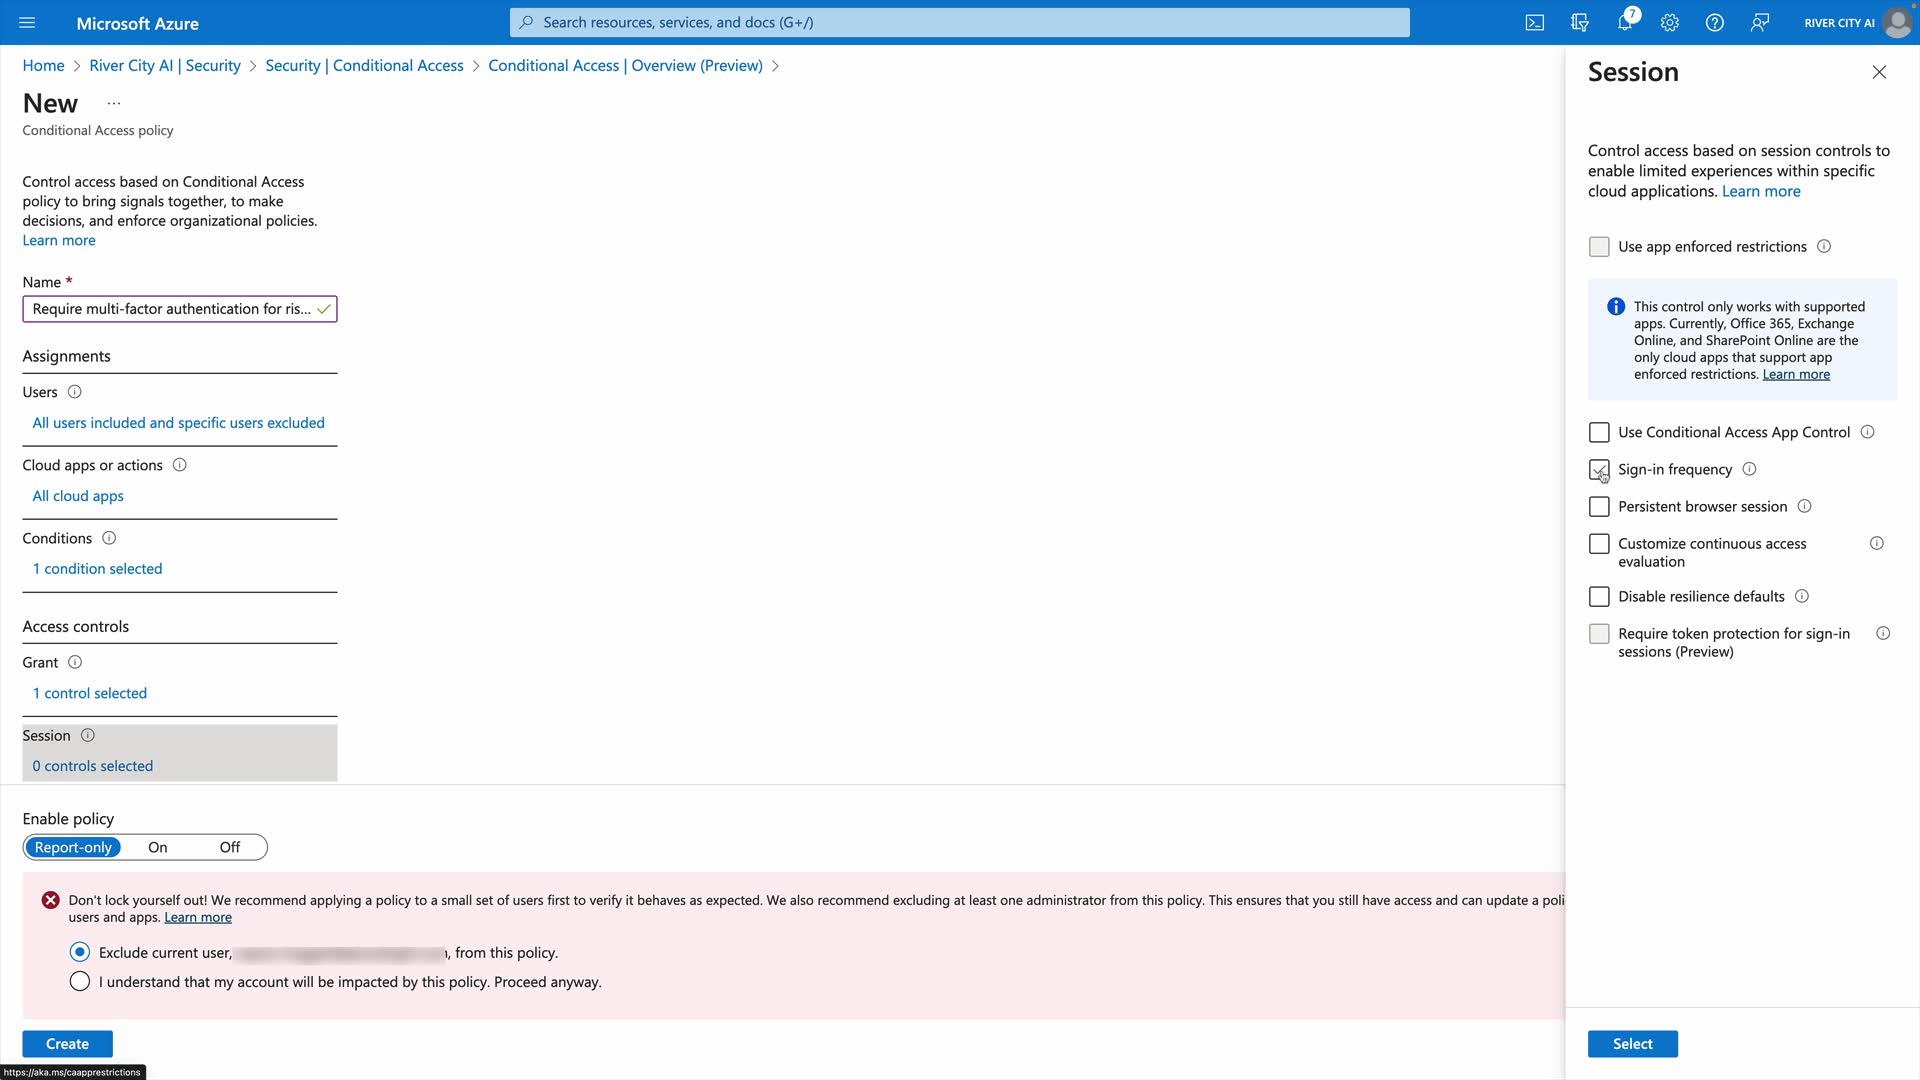 Microsoft Azure
Search resources, services, and docs (G+/)
7
RIVER CITY AI
Home > River City AI | Security > Security | Conditional Access > Conditional Access | Overview (Preview) >
New ...
Conditional Access policy
Control access based on Conditional Access
policy to bring signals together, to make
decisions, and enforce organizational policies.
Learn more
Name *
Require multi-factor authentication for ris...
Assignments
Users
All users included and specific users excluded
Cloud apps or actions
All cloud apps
Conditions
1 condition selected
Access controls
Grant
1 control selected
Session
0 controls selected
Enable policy
Report-only On Off
Don't lock yourself out! We recommend applying a policy to a small set of users first to verify it behaves as expected. We also recommend excluding at least one administrator from this policy. This ensures that you still have access and can update a poli
users and apps. Learn more
Exclude current user, , from this policy.
I understand that my account will be impacted by this policy. Proceed anyway.
Create
https://aka.ms/caapprestrictions
Session
Control access based on session controls to
enable limited experiences within specific
cloud applications. Learn more
Use app enforced restrictions
This control only works with supported
apps. Currently, Office 365, Exchange
Online, and SharePoint Online are the
only cloud apps that support app
enforced restrictions. Learn more
Use Conditional Access App Control
Sign-in frequency
Persistent browser session
Customize continuous access
evaluation
Disable resilience defaults
Require token protection for sign-in
sessions (Preview)
Select